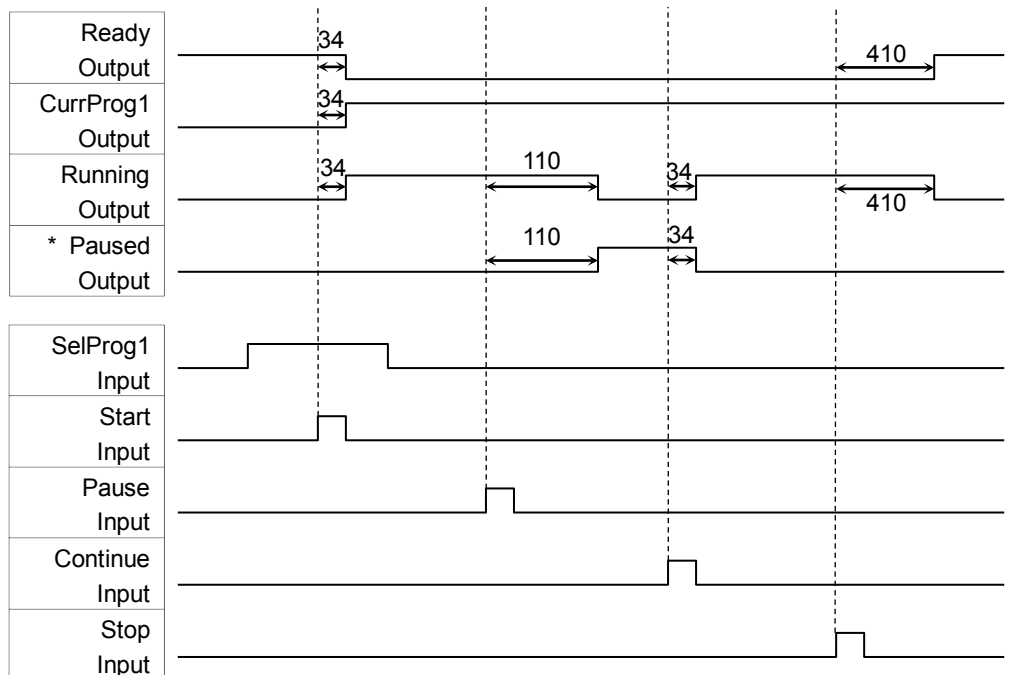 Ready
Output
34
410
CurrProg1
Output
34
Running
Output
34
110
34
410
* Paused
Output
110
34
SelProg1
Input
Start
Input
Pause
Input
Continue
Input
Stop
Input